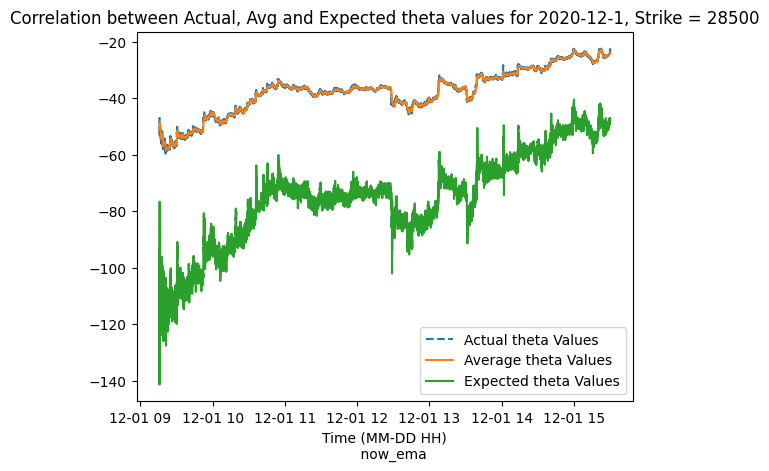 Correlation between Actual, Avg and Expected theta values for 2020-12-1, Strike = 28500
−20
−40
−60
−80
−100
−120
−140
Actual theta Values
Average theta Values
Expected theta Values
12-01 09 12-01 10 12-01 11 12-01 12 12-01 13 12-01 14 12-01 15
Time (MM-DD HH)
now_ema